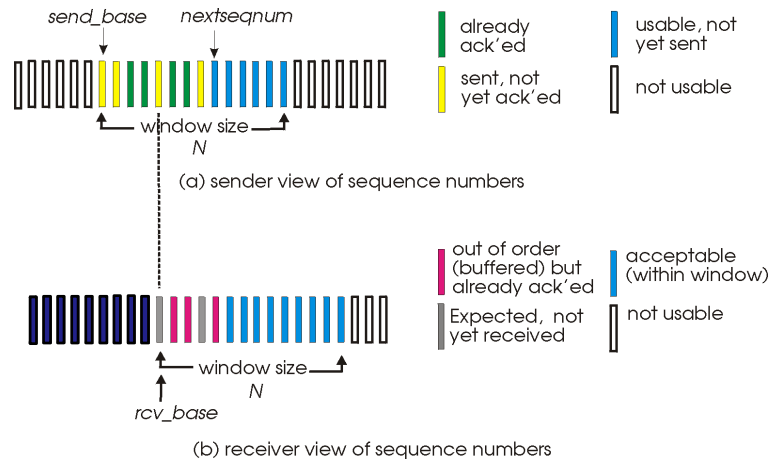 send_base
nextseqnum
already
ack'ed
usable, not
yet sent
sent, not
yet ack'ed
not usable
window size
N
(a) sender view of sequence numbers
out of order
(buffered) but
already ack'ed
acceptable
(within window)
Expected, not
yet received
not usable
window size
N
rcv_base
(b) receiver view of sequence numbers